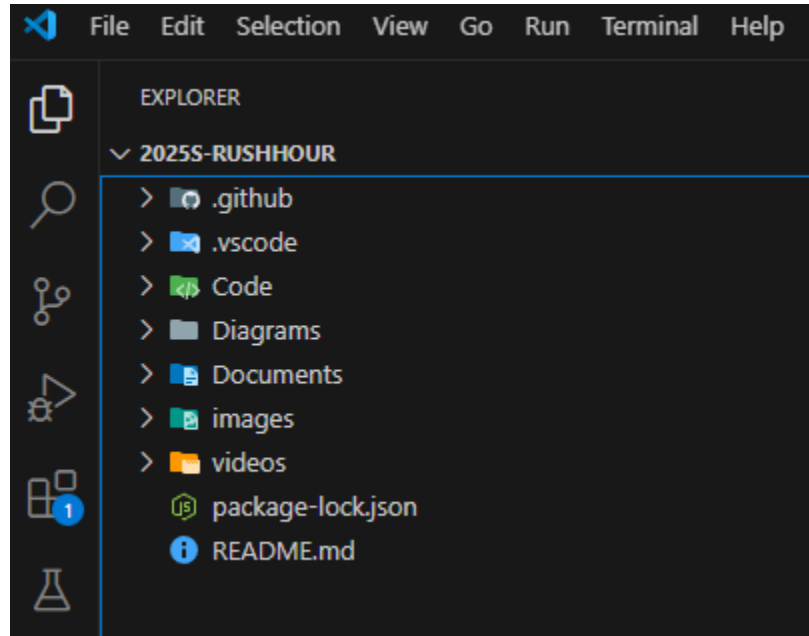 File Edit Selection View Go Run Terminal Help
EXPLORER
2025S-RUSHHOUR
.github
.vscode
Code
Diagrams
Documents
images
videos
package-lock.json
README.md
1